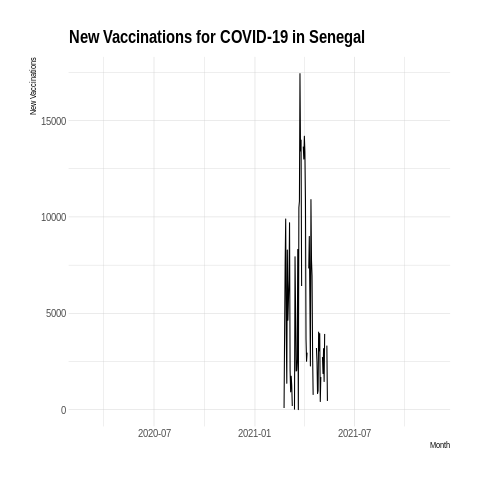 New Vaccinations for COVID-19 in Senegal
New Vaccinations
15000
10000
5000
0
2020-07 2021-01 2021-07
Month